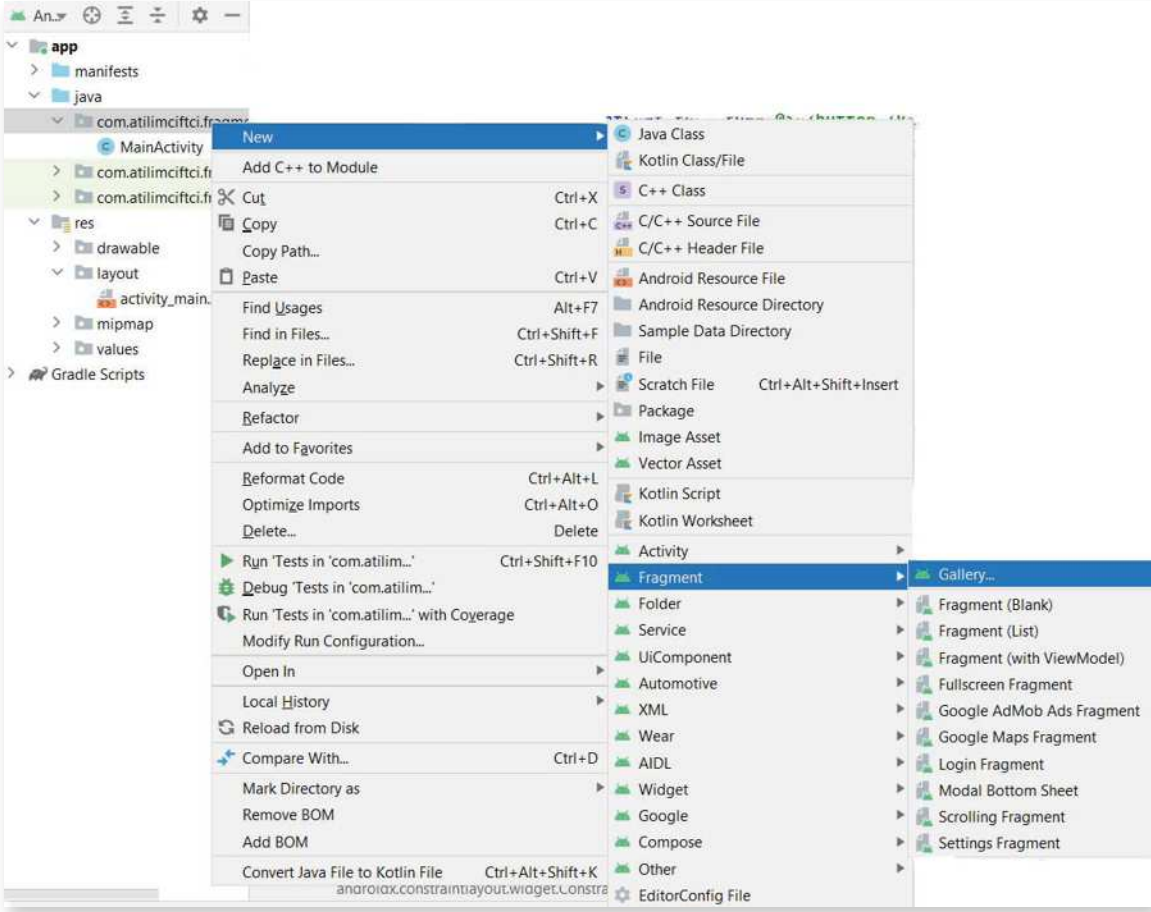 An..
app
manifests
java
com.atilimciftci.fragme
MainActivity
com.atilimciftci.fr
com.atilimciftci.fr
res
drawable
layout
activity_main.
mipmap
values
Gradle Scripts
New
Add C++ to Module
Cut Ctrl+X
Copy Ctrl+C
Copy Path...
Paste Ctrl+V
Find Usages Alt+F7
Find in Files... Ctrl+Shift+F
Replace in Files... Ctrl+Shift+R
Analyze
Refactor
Add to Favorites
Reformat Code Ctrl+Alt+L
Optimize Imports Ctrl+Alt+O
Delete... Delete
Run 'Tests in 'com.atilim...' Ctrl+Shift+F10
Debug 'Tests in 'com.atilim...'
Run 'Tests in 'com.atilim...' with Coverage
Modify Run Configuration...
Open In
Local History
Reload from Disk
Compare With... Ctrl+D
Mark Directory as
Remove BOM
Add BOM
Convert Java File to Kotlin File Ctrl+Alt+Shift+K
androidx.constraintlayout.widget.Constra
Java Class
Kotlin Class/File
C++ Class
C/C++ Source File
C/C++ Header File
Android Resource File
Android Resource Directory
Sample Data Directory
File
Scratch File Ctrl+Alt+Shift+Insert
Package
Image Asset
Vector Asset
Kotlin Script
Kotlin Worksheet
Activity
Fragment
Folder
Service
UiComponent
Automotive
XML
Wear
AIDL
Widget
Google
Compose
Other
EditorConfig File
Gallery...
Fragment (Blank)
Fragment (List)
Fragment (with ViewModel)
Fullscreen Fragment
Google AdMob Ads Fragment
Google Maps Fragment
Login Fragment
Modal Bottom Sheet
Scrolling Fragment
Settings Fragment